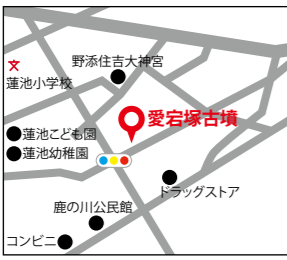 野添住吉大神宮
文
蓮池小学校
愛宕塚古墳
蓮池こども園
蓮池幼稚園
ドラッグストア
鹿の川公民館
コンビニ